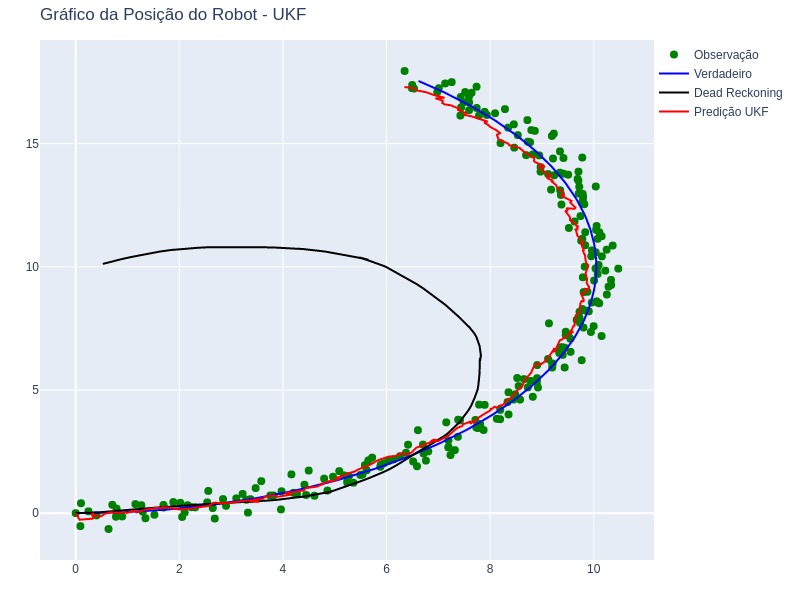 Gráfico da Posição do Robot - UKF
Observação
Verdadeiro
Dead Reckoning
Predição UKF
15
10
5
0
0 2 4 6 8 10